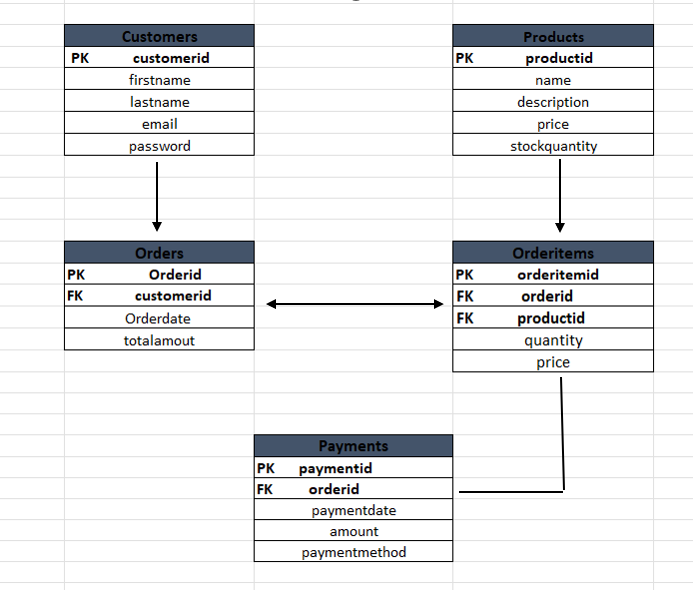 Customers
PK customerid
firstname
lastname
email
password
Products
PK productid
name
description
price
stockquantity
Orders
PK Orderid
FK customerid
Orderdate
totalamout
Orderitems
PK orderitemid
FK orderid
FK productid
quantity
price
Payments
PK paymentid
FK orderid
paymentdate
amount
paymentmethod